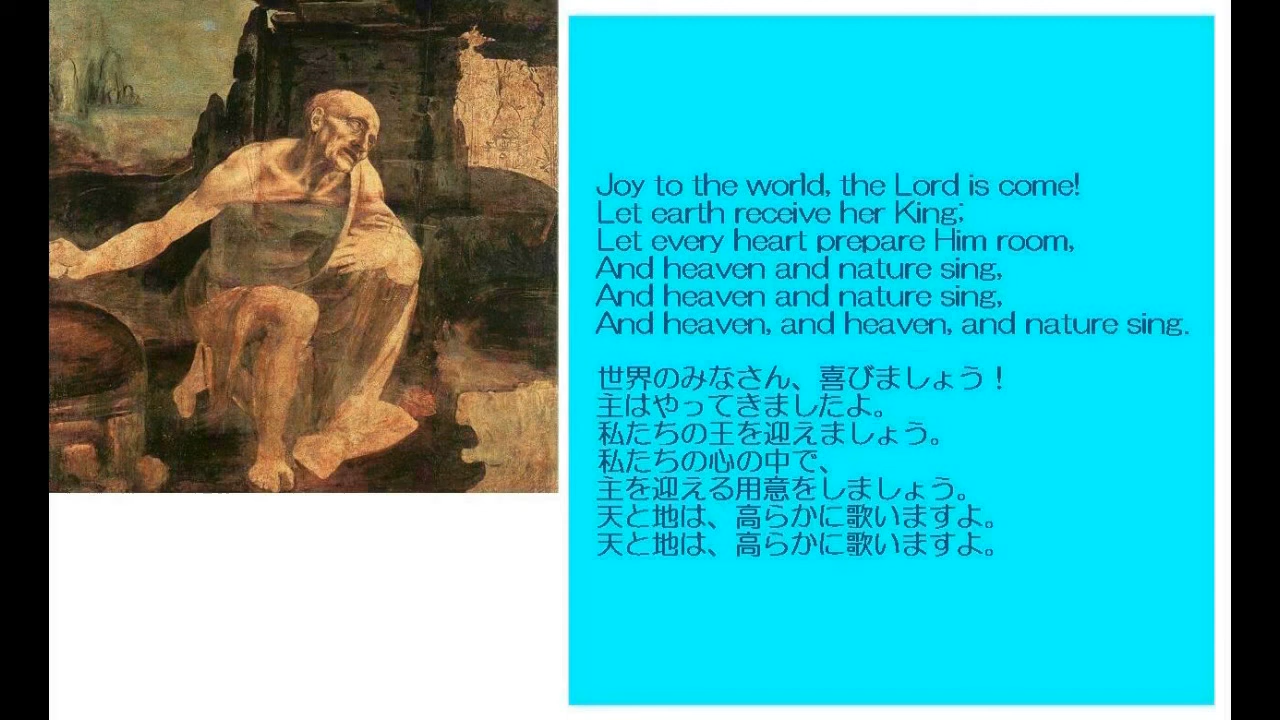 Joy to the world, the Lord is come!
Let earth receive her King;
Let every heart prepare Him room,
And heaven and nature sing,
And heaven and nature sing,
And heaven, and heaven, and nature sing.
世界のみなさん、喜びましょう！
主はやってきましたよ。
私たちの王を迎えましょう。
私たちの心の中で、
主を迎える用意をしましょう。
天と地は、高らかに歌いますよ。
天と地は、高らかに歌いますよ。